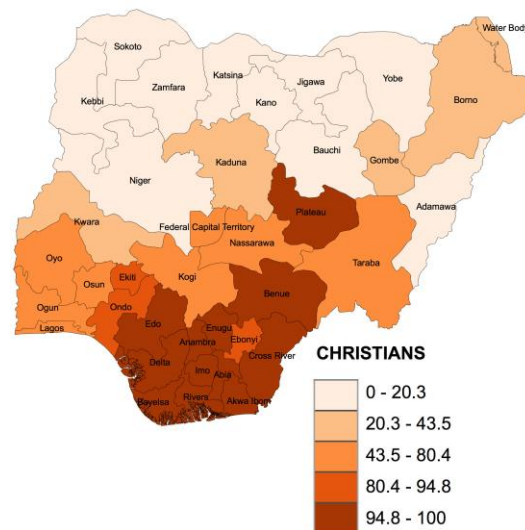 Water Body
Sokoto
Katsina
Yobe
Jigawa
Zamfara
Kano
Borno
Kebbi
Bauchi
Kaduna
Gombe
Niger
Adamawa
Plateau
Kwara
Federal Capital Territory
Nassarawa
Oyo
Taraba
Kogi
Ekiti
Osun
Benue
Ondo
Ogun
Edo
Enugu
Lagos
Anambra
Ebonyi
Cross River
Delta
Imo
Abia
Bayelsa
Rivers
Akwa Ibom
CHRISTIANS
0 - 20.3
20.3 - 43.5
43.5 - 80.4
80.4 - 94.8
94.8 - 100